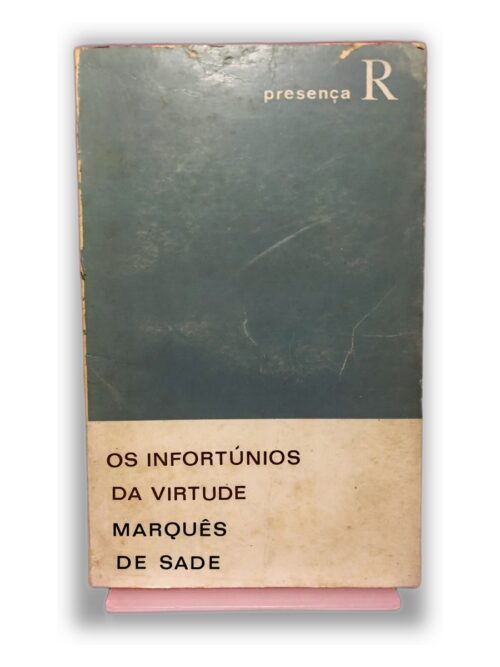 presença R
OS INFORTÚNIOS
DA VIRTUDE
MARQUÊS
DE SADE